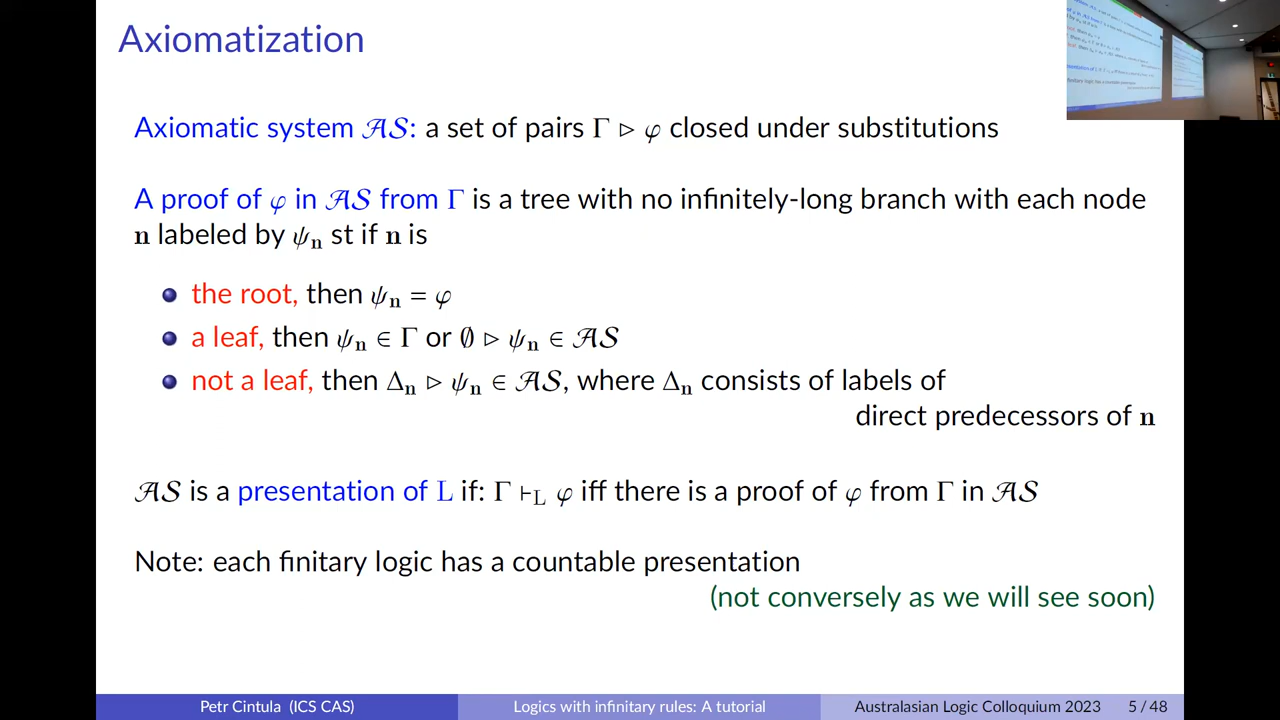 Axiomatization
Axiomatic system 𝒜𝒮: a set of pairs Γ ▷ φ closed under substitutions
A proof of φ in 𝒜𝒮 from Γ is a tree with no infinitely-long branch with each node
n labeled by ψₙ st if n is
the root, then ψₙ = φ
a leaf, then ψₙ ∈ Γ or ∅ ▷ ψₙ ∈ 𝒜𝒮
not a leaf, then Δₙ ▷ ψₙ ∈ 𝒜𝒮, where Δₙ consists of labels of
direct predecessors of n
𝒜𝒮 is a presentation of L if: Γ ⊢L φ iff there is a proof of φ from Γ in 𝒜𝒮
Note: each finitary logic has a countable presentation
(not conversely as we will see soon)
Petr Cintula (ICS CAS) Logics with infinitary rules: A tutorial Australasian Logic Colloquium 2023 5 / 48